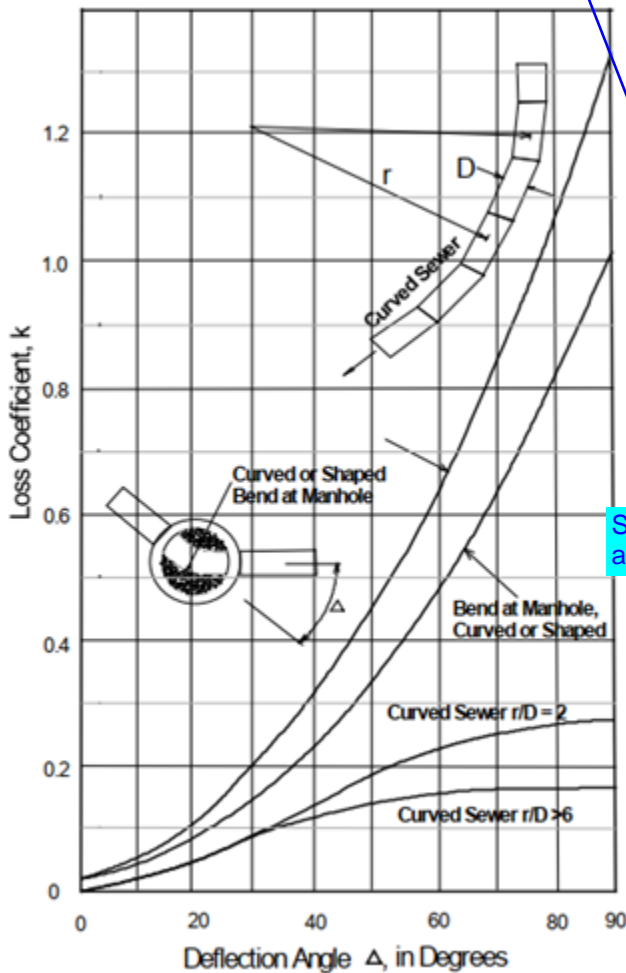 1.2
1.0
0.8
0.6
0.4
0.2
0
Loss Coefficient, k
r
D
Curved Sewer
Curved or Shaped
Bend at Manhole
Δ
S
a
Bend at Manhole,
Curved or Shaped
Curved Sewer r/D = 2
Curved Sewer r/D >6
0 20 40 60 80 90
Deflection Angle Δ, in Degrees